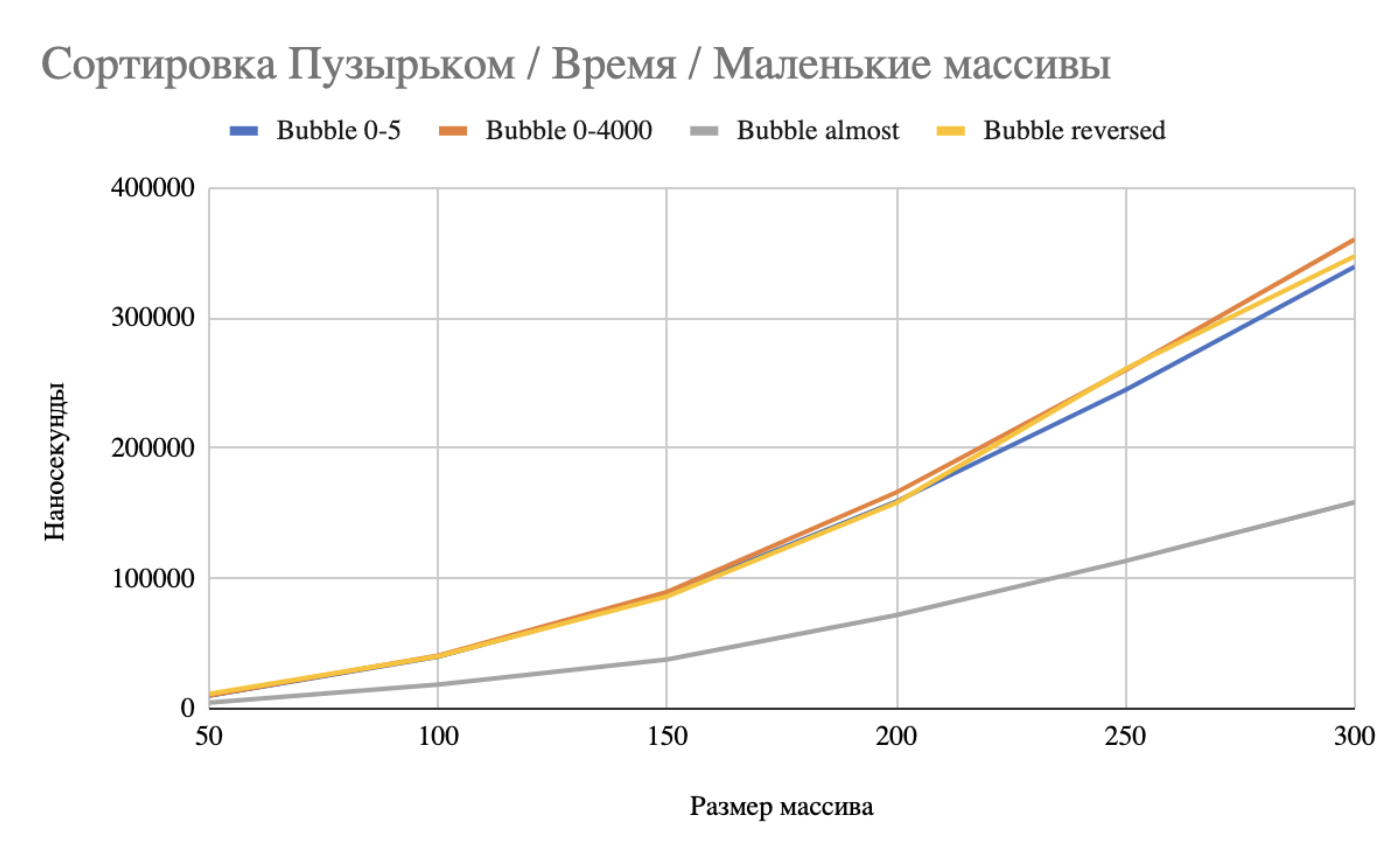 Сортировка Пузырьком / Время / Маленькие массивы
Bubble 0-5 Bubble 0-4000 Bubble almost Bubble reversed
400000
300000
200000
100000
0
Наносекунды
50 100 150 200 250 300
Размер массива